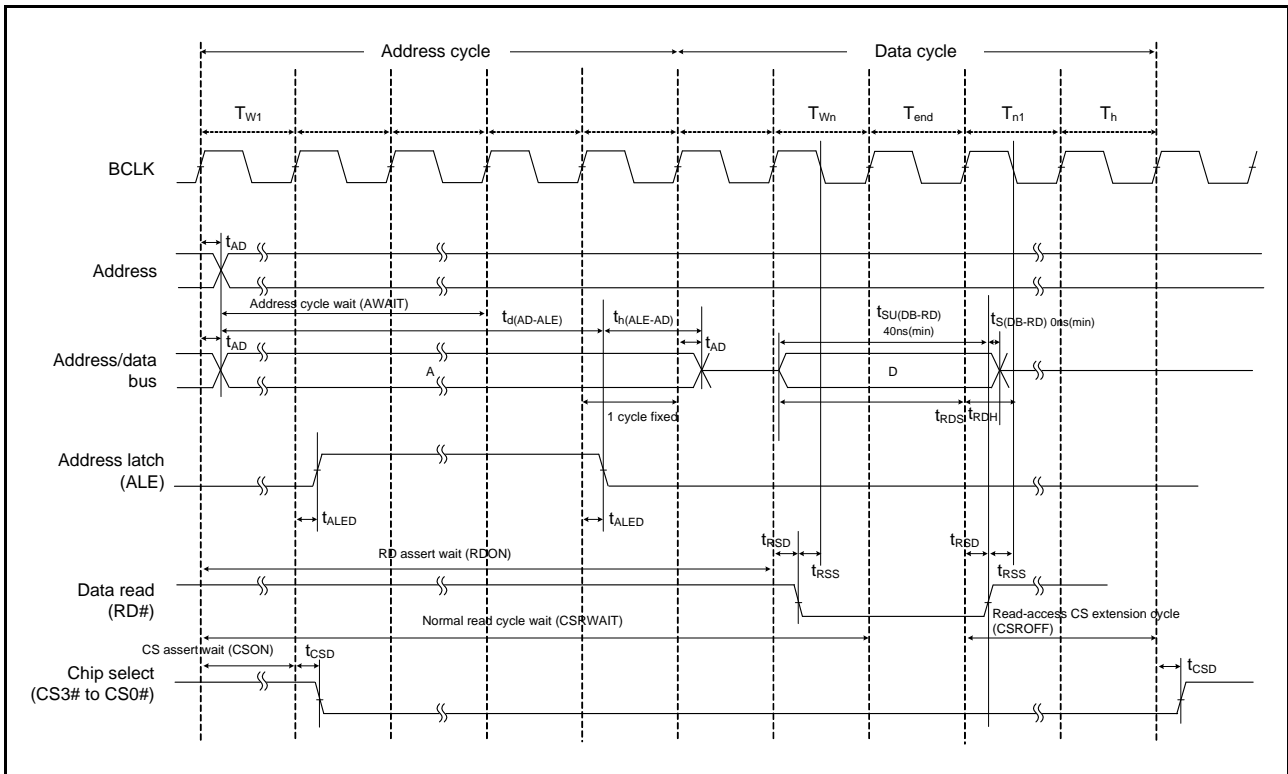 Address cycle
Data cycle
TW1
TWn
Tend
Tn1
Th
BCLK
tAD
Address
Address cycle wait (AWAIT)
td(AD-ALE)
th(ALE-AD)
tSU(DB-RD)
40ns(min)
tS(DB-RD) 0ns(min)
tAD
tAD
Address/data
bus
A
D
1 cycle fixed
tRDS
tRDH
Address latch
(ALE)
tALED
tALED
RD assert wait (RDON)
tRSD
tRSS
tRSD
tRSS
Data read
(RD#)
Normal read cycle wait (CSRWAIT)
Read-access CS extension cycle
(CSROFF)
CS assert wait (CSON)
tCSD
tCSD
Chip select
(CS3# to CS0#)